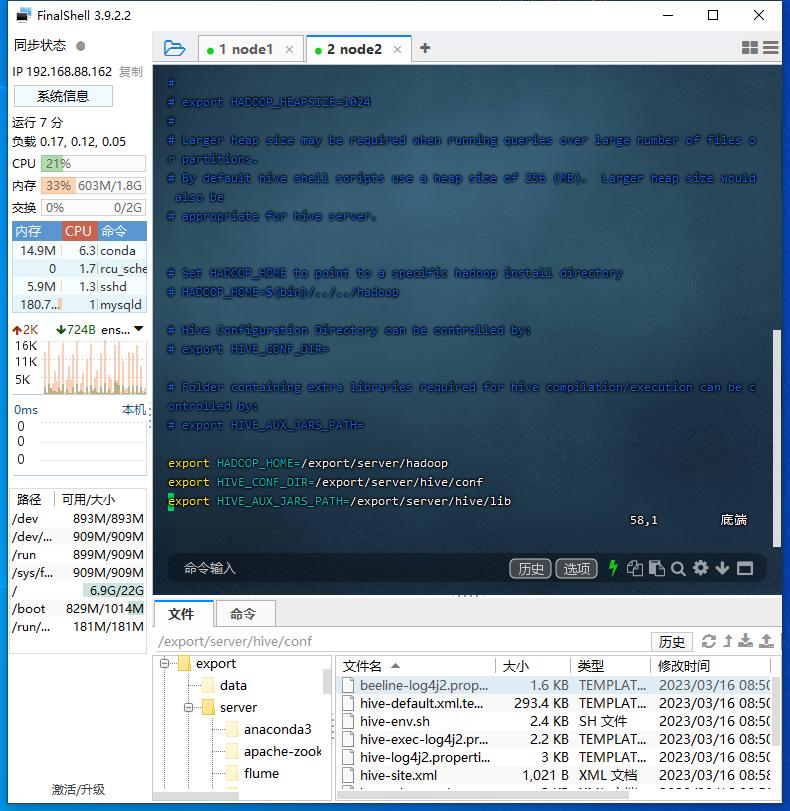 FinalShell 3.9.2.2
同步状态
IP 192.168.88.162 复制
系统信息
运行 7 分
负载 0.17, 0.12, 0.05
CPU 21%
内存 33% 603M/1.8G
交换 0% 0/2G
内存 CPU 命令
14.9M 6.3 conda
0 1.7 rcu_sche
5.9M 1.3 sshd
180.7... 1 mysqld
2K 724B ens...
16K
11K
5K
0ms 本机
0
0
0
路径 可用/大小
/dev 893M/893M
/dev/... 909M/909M
/run 899M/909M
/sys/f... 909M/909M
/ 6.9G/22G
/boot 829M/1014M
/run/... 181M/181M
激活/升级
1 node1
2 node2
#
# export HADOOP_HEAPSIZE=1024
#
# Larger heap size may be required when running queries over large number of files o
r partitions.
# By default hive shell scripts use a heap size of 256 (MB).  Larger heap size would
also be
# appropriate for hive server.
# Set HADOOP_HOME to point to a specific hadoop install directory
# HADOOP_HOME=${bin}/../../hadoop
# Hive Configuration Directory can be controlled by:
# export HIVE_CONF_DIR=
# Folder containing extra libraries required for hive compilation/execution can be c
ontrolled by:
# export HIVE_AUX_JARS_PATH=
export HADOOP_HOME=/export/server/hadoop
export HIVE_CONF_DIR=/export/server/hive/conf
export HIVE_AUX_JARS_PATH=/export/server/hive/lib
58,1 底端
命令输入 历史 选项
文件 命令
/export/server/hive/conf 历史
export
data
server
anaconda3
apache-zook
flume
文件名 大小 类型 修改时间
beeline-log4j2.prop... 1.6 KB TEMPLAT... 2023/03/16 08:50
hive-default.xml.te... 293.4 KB TEMPLAT... 2023/03/16 08:50
hive-env.sh 2.4 KB SH 文件 2023/03/16 08:50
hive-exec-log4j2.pr... 2.2 KB TEMPLAT... 2023/03/16 08:50
hive-log4j2.properti... 3 KB TEMPLAT... 2023/03/16 08:50
hive-site.xml 1,021 B XML 文档 2023/03/16 08:58